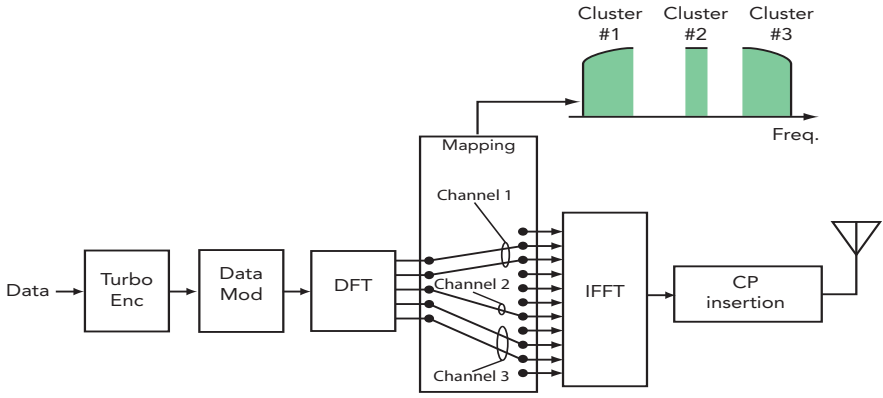 Cluster #1
Cluster #2
Cluster #3
Freq.
Mapping
Channel 1
Channel 2
Channel 3
Data
Turbo Enc
Data Mod
DFT
IFFT
CP insertion